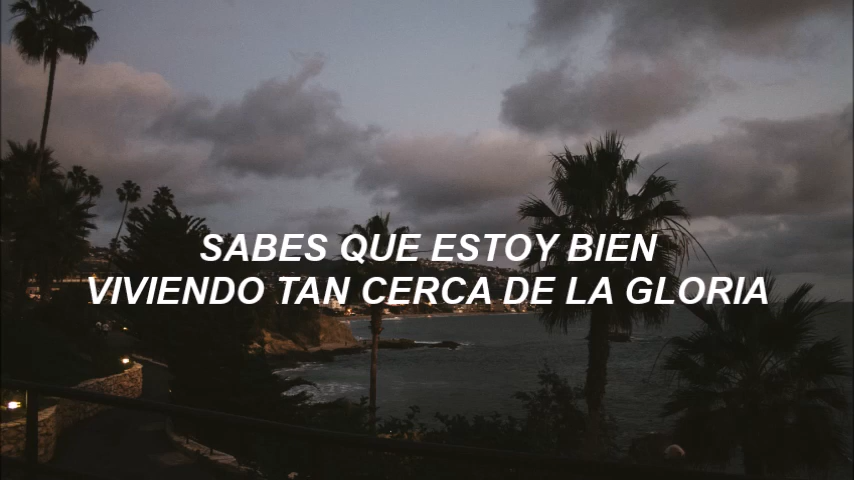 SABES QUE ESTOY BIEN
VIVIENDO TAN CERCA DE LA GLORIA